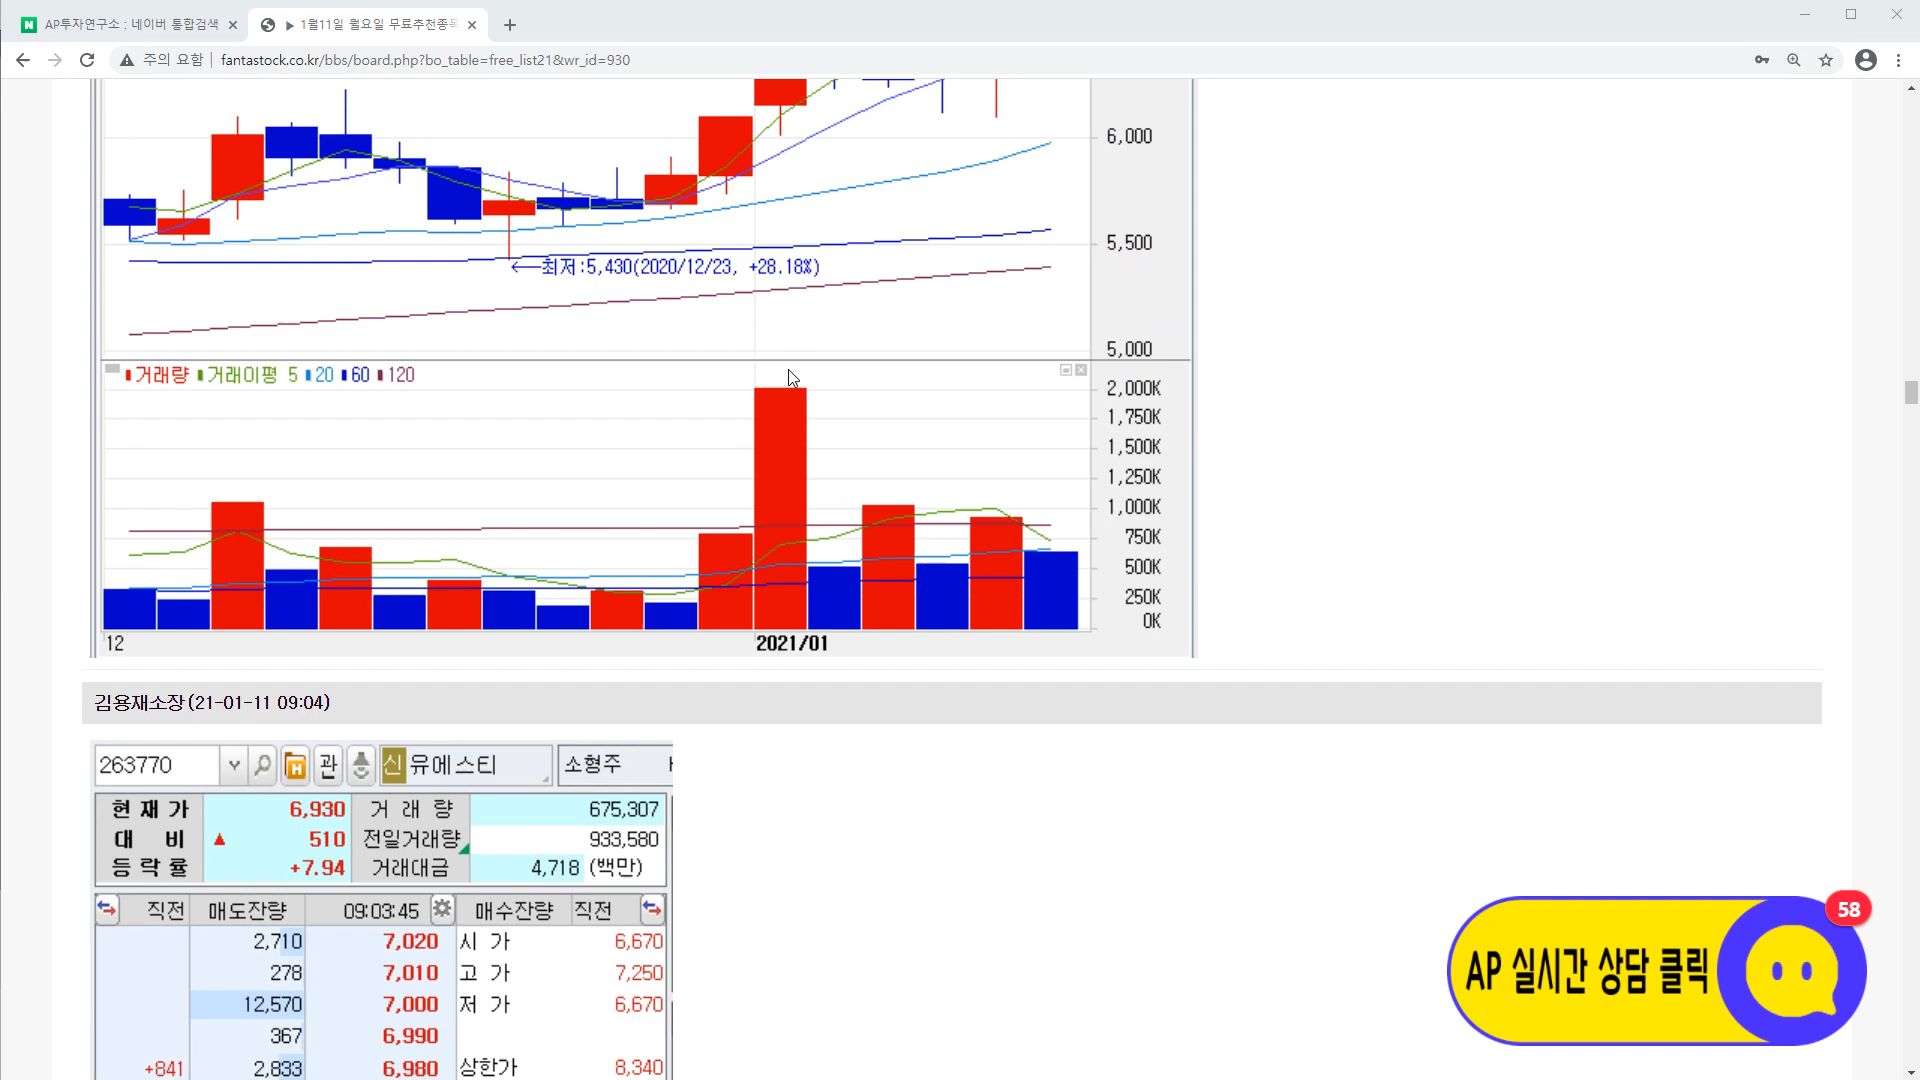 AP투자연구소 : 네이버 통합검색
▶ 1월11일 월요일 무료추천종목
주의 요함 | fantastock.co.kr/bbs/board.php?bo_table=free_list21&wr_id=930
6,000
5,500
최저:5,430(2020/12/23, +28.18%)
5,000
거래량 거래이평 5 20 60 120
2,000K
1,750K
1,500K
1,250K
1,000K
750K
500K
250K
0K
12 2021/01
김용재소장(21-01-11 09:04)
263770 관 신 유에스티 소형주
현재가 6,930 거래량 675,307
대비 ▲ 510 전일거래량 933,580
등락률 +7.94 거래대금 4,718 (백만)
직전 매도잔량 09:03:45 매수잔량 직전
2,710 7,020 시가 6,670
278 7,010 고가 7,250
12,570 7,000 저가 6,670
367 6,990
+841 2,833 6,980 상한가 8,340
AP 실시간 상담 클릭
58